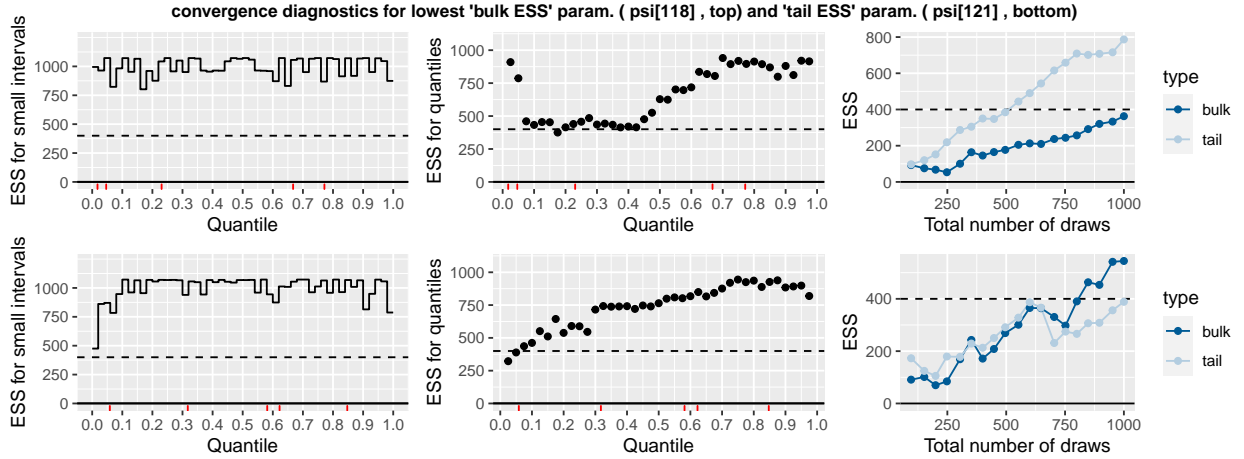 convergence diagnostics for lowest 'bulk ESS' param. ( psi[118] , top) and 'tail ESS' param. ( psi[121] , bottom)
ESS for small intervals
1000
750
500
250
0
0.0 0.1 0.2 0.3 0.4 0.5 0.6 0.7 0.8 0.9 1.0
Quantile
ESS for quantiles
1000
750
500
250
0
0.0 0.1 0.2 0.3 0.4 0.5 0.6 0.7 0.8 0.9 1.0
Quantile
ESS
800
600
400
200
0
250 500 750 1000
Total number of draws
type
bulk
tail
ESS for small intervals
1000
750
500
250
0
0.0 0.1 0.2 0.3 0.4 0.5 0.6 0.7 0.8 0.9 1.0
Quantile
ESS for quantiles
1000
750
500
250
0
0.0 0.1 0.2 0.3 0.4 0.5 0.6 0.7 0.8 0.9 1.0
Quantile
ESS
400
200
0
250 500 750 1000
Total number of draws
type
bulk
tail